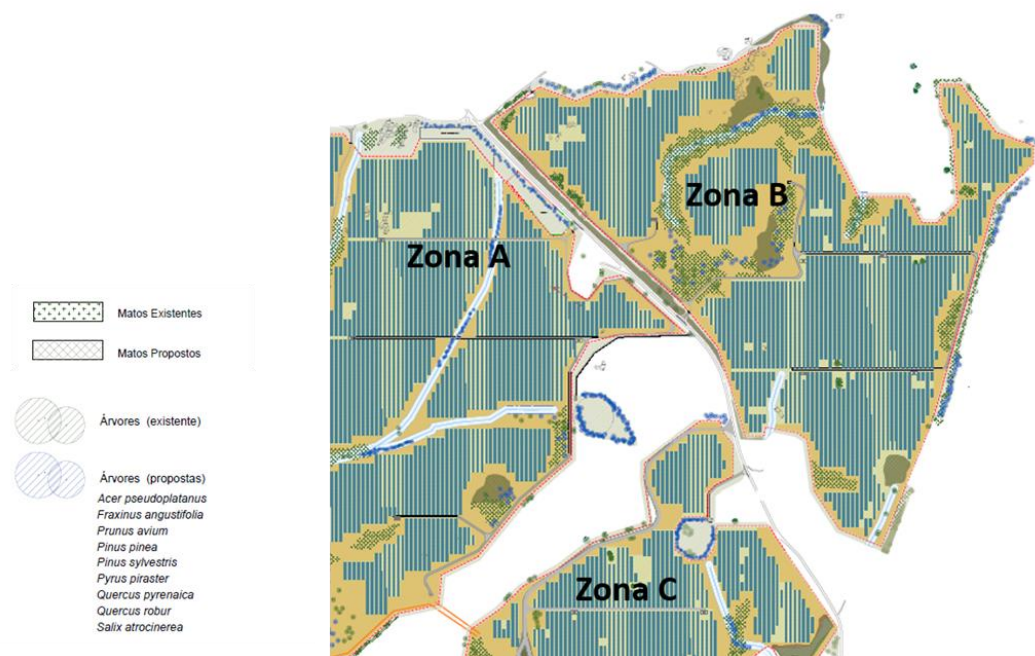 Zona B
Zona A
Matos Existentes
Matos Propostos
Árvores (existente)
Árvores (propostas)
Acer pseudoplatanus
Fraxinus angustifolia
Prunus avium
Pinus pinea
Pinus sylvestris
Pyrus piraster
Quercus pyrenaica
Quercus robur
Salix atrocinerea
Zona C